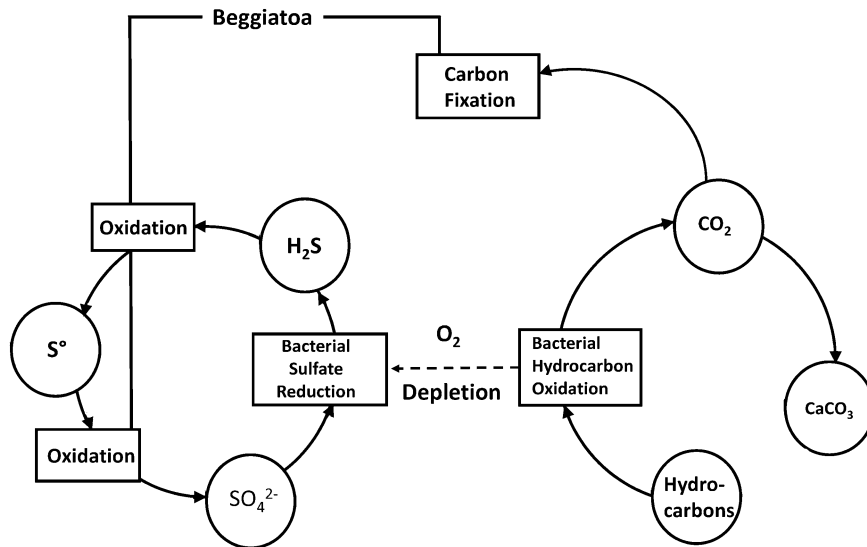 Beggiatoa
Carbon
Fixation
Oxidation
H₂S
CO₂
S°
Bacterial
Sulfate
Reduction
O₂
Depletion
Bacterial
Hydrocarbon
Oxidation
CaCO₃
Oxidation
SO₄²⁻
Hydro-
carbons